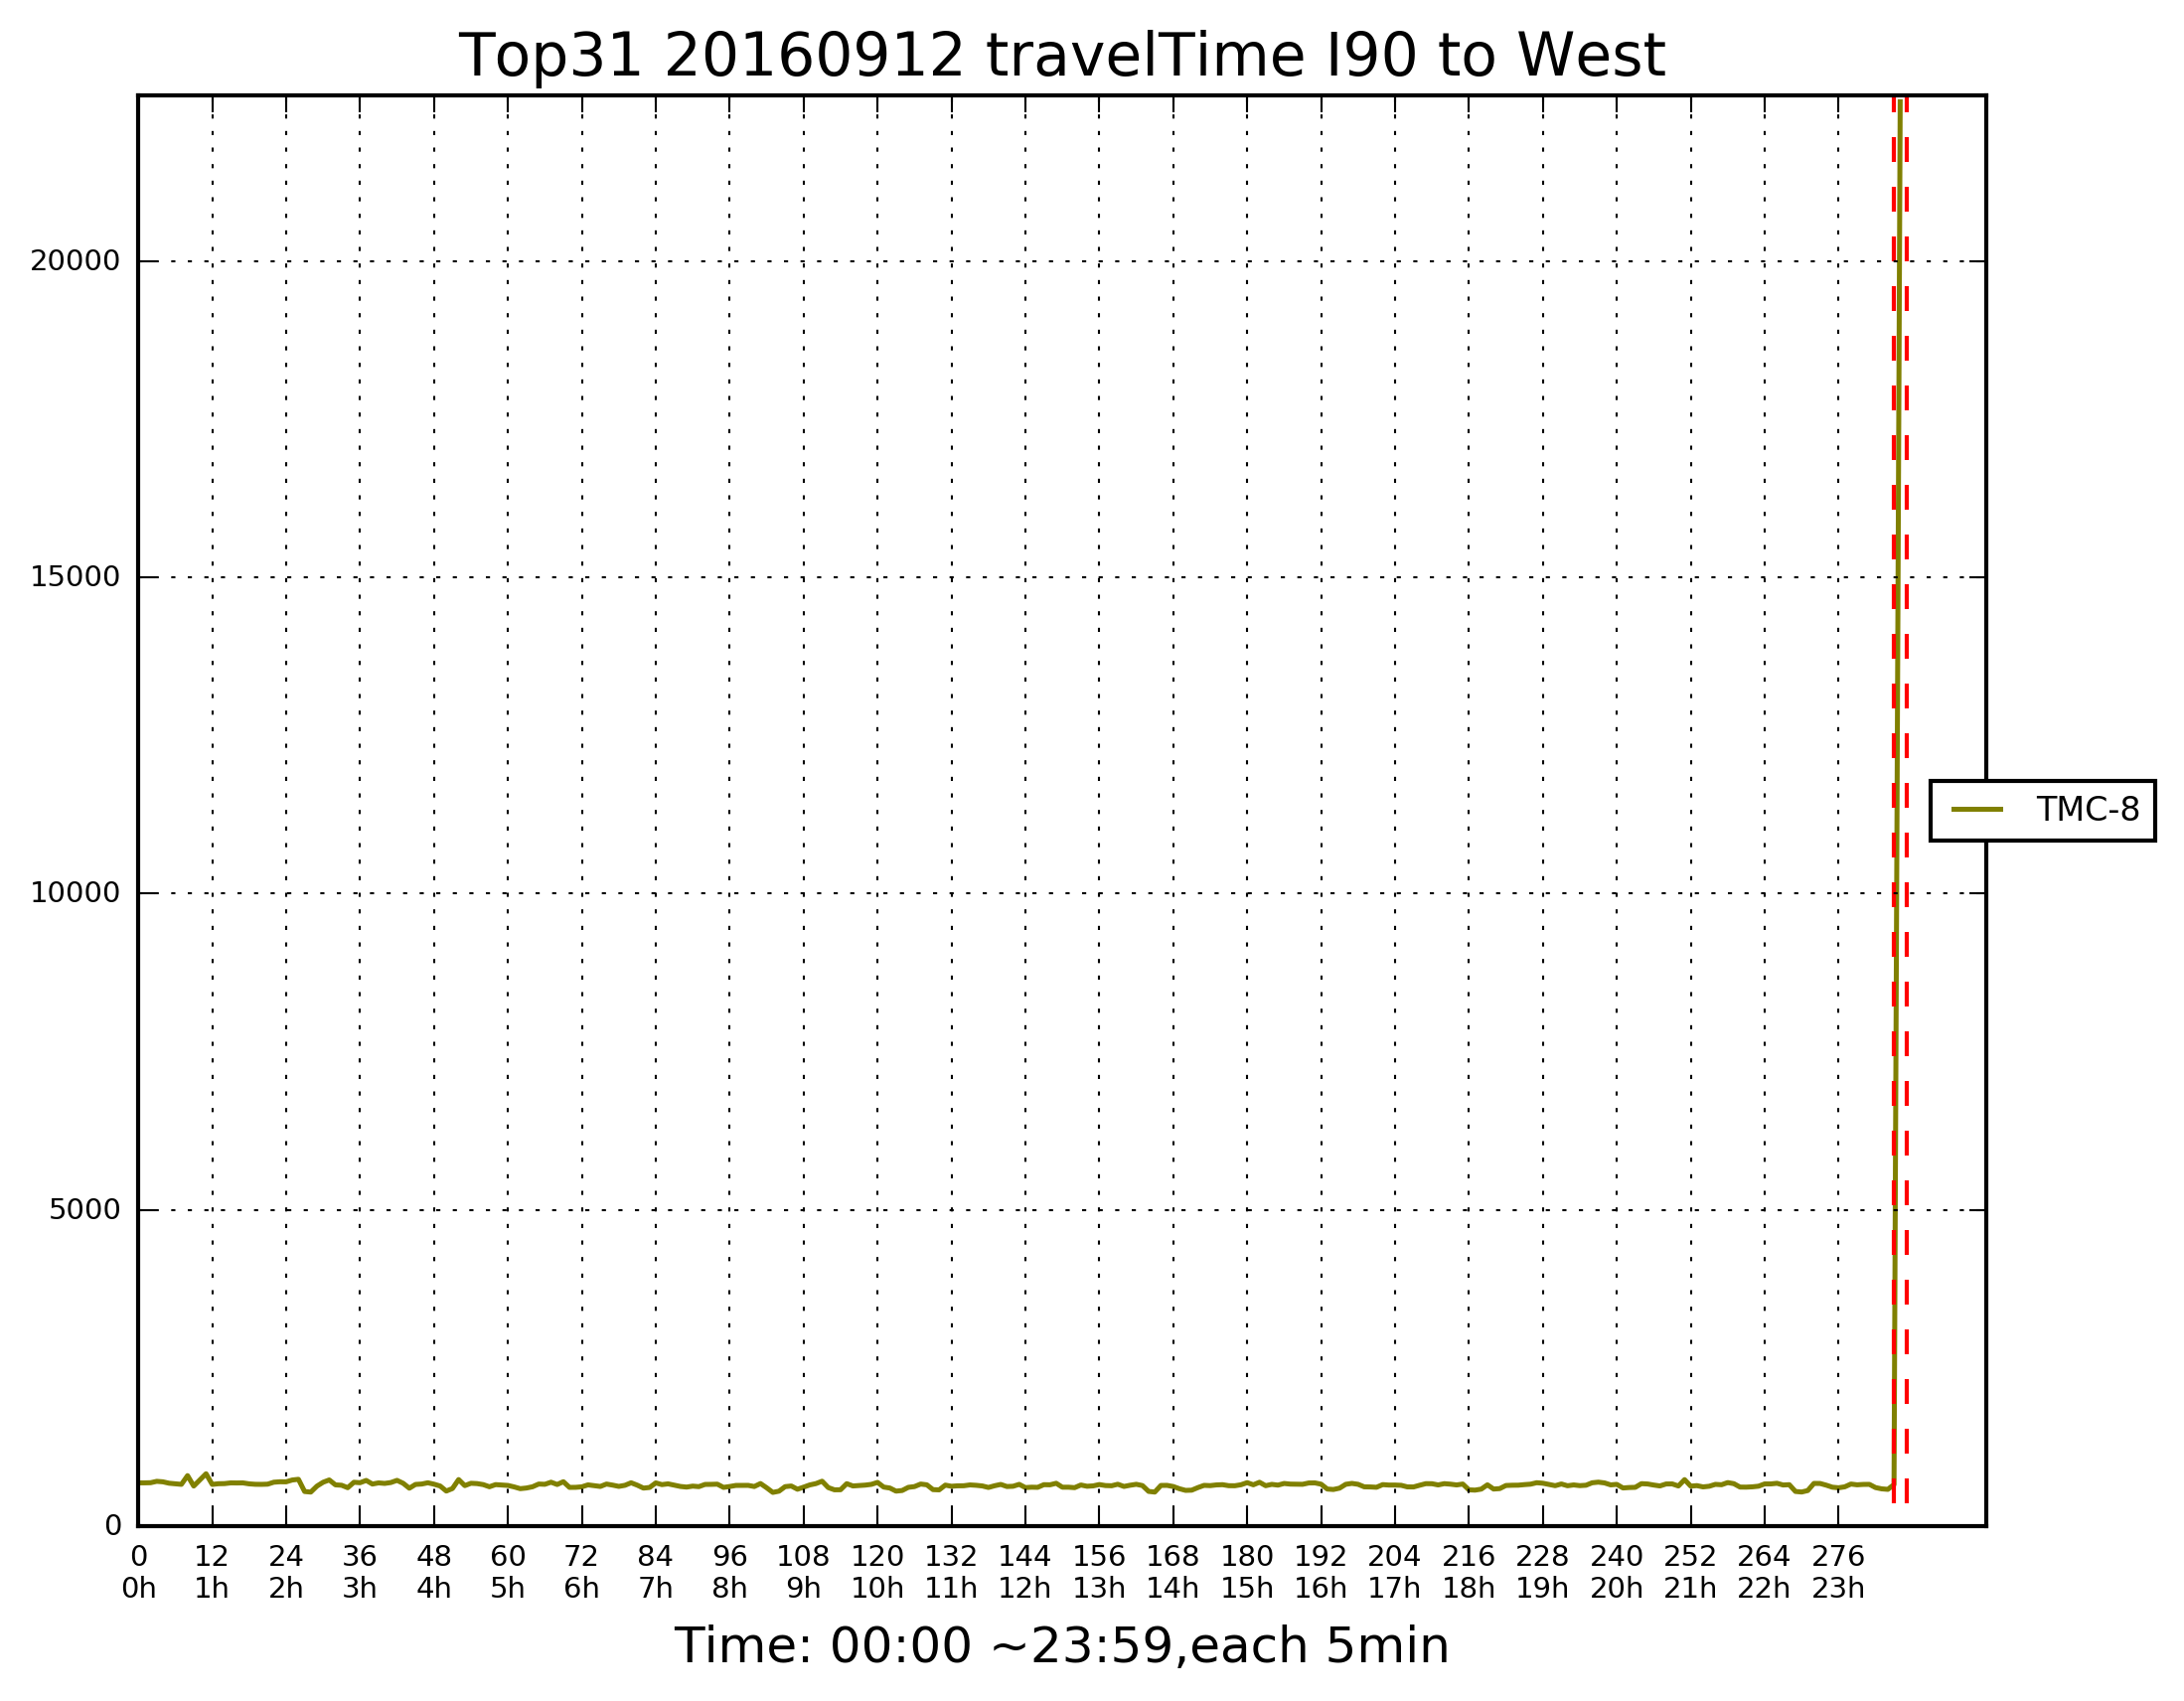 Top31 20160912 travelTime I90 to West
20000
15000
10000
5000
0
TMC-8
0 12 24 36 48 60 72 84 96 108 120 132 144 156 168 180 192 204 216 228 240 252 264 276
0h 1h 2h 3h 4h 5h 6h 7h 8h 9h 10h 11h 12h 13h 14h 15h 16h 17h 18h 19h 20h 21h 22h 23h
Time: 00:00 ~23:59,each 5min